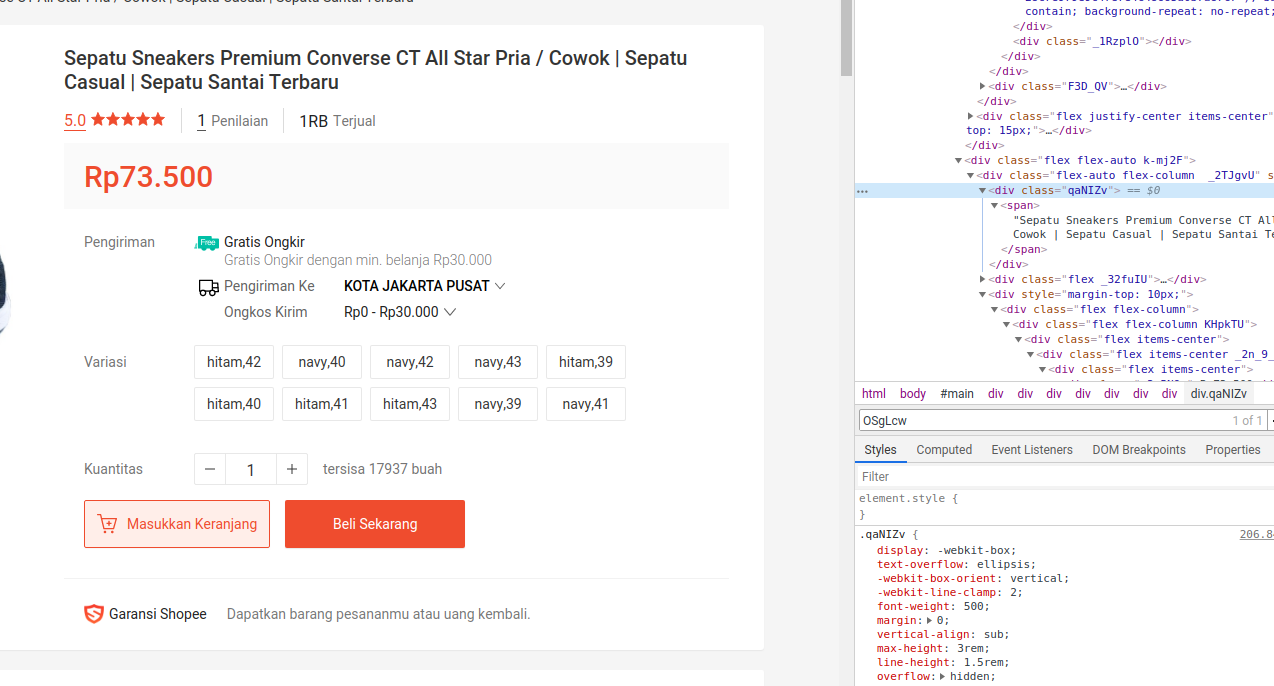 Sepatu Sneakers Premium Converse CT All Star Pria / Cowok | Sepatu
Casual | Sepatu Santai Terbaru
5.0 1 Penilaian 1RB Terjual
Rp73.500
Pengiriman Free Gratis Ongkir
Gratis Ongkir dengan min. belanja Rp30.000
Pengiriman Ke KOTA JAKARTA PUSAT
Ongkos Kirim Rp0 - Rp30.000
Variasi hitam,42 navy,40 navy,42 navy,43 hitam,39
hitam,40 hitam,41 hitam,43 navy,39 navy,41
Kuantitas − 1 + tersisa 17937 buah
Masukkan Keranjang Beli Sekarang
Garansi Shopee Dapatkan barang pesananmu atau uang kembali.
contain; background-repeat: no-repeat;
</div>
<div class="_1RzplO"></div>
</div>
</div>
<div class="F3D_QV">…</div>
</div>
<div class="flex justify-center items-center"
top: 15px;">…</div>
</div>
<div class="flex flex-auto k-mj2F">
<div class="flex-auto flex-column  _2TJgvU" s
… <div class="qaNIZv"> == $0
<span>
"Sepatu Sneakers Premium Converse CT All
Cowok | Sepatu Casual | Sepatu Santai Te
</span>
</div>
<div class="flex _32fuIU">…</div>
<div style="margin-top: 10px;">
<div class="flex flex-column">
<div class="flex flex-column KHpkTU">
<div class="flex items-center">
<div class="flex items-center _2n_9_
<div class="flex items-center">
html body #main div div div div div div div div.qaNIZv
OSgLcw 1 of 1
Styles Computed Event Listeners DOM Breakpoints Properties
Filter
element.style {
}
.qaNIZv { 206.8
display: -webkit-box;
text-overflow: ellipsis;
-webkit-box-orient: vertical;
-webkit-line-clamp: 2;
font-weight: 500;
margin: 0;
vertical-align: sub;
max-height: 3rem;
line-height: 1.5rem;
overflow: hidden;